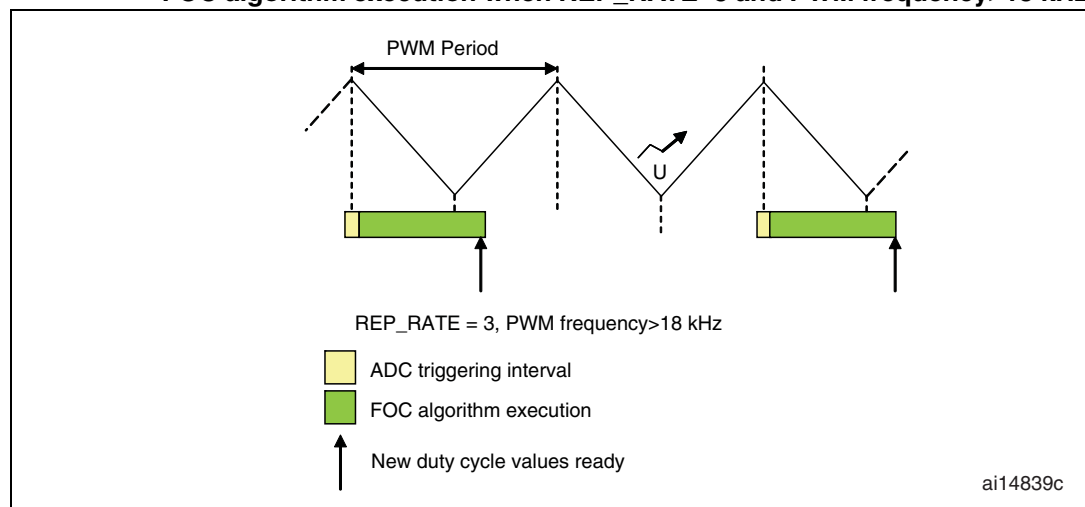 FOC algorithm execution when REP_RATE=3 and PWM frequency>18 kHz
PWM Period
U
REP_RATE = 3, PWM frequency>18 kHz
ADC triggering interval
FOC algorithm execution
New duty cycle values ready
ai14839c